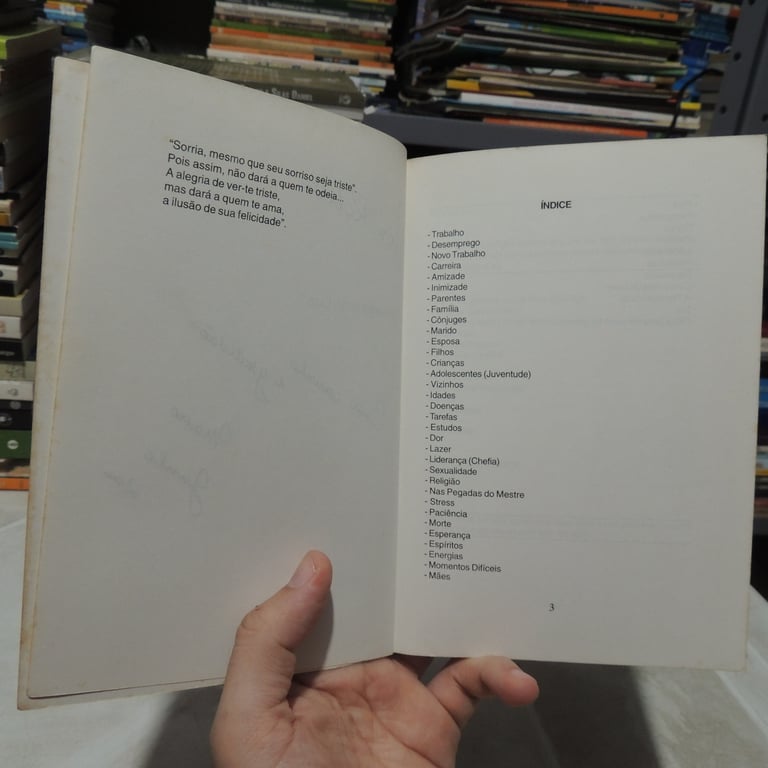 "Sorria, mesmo que seu sorriso seja triste".
Pois assim, não dará a quem te odeia...
A alegria de ver-te triste,
mas dará a quem te ama,
a ilusão de sua felicidade".
ÍNDICE
- Trabalho
- Desemprego
- Novo Trabalho
- Carreira
- Amizade
- Inimizade
- Parentes
- Família
- Cônjuges
- Marido
- Esposa
- Filhos
- Crianças
- Adolescentes (Juventude)
- Vizinhos
- Idades
- Doenças
- Tarefas
- Estudos
- Dor
- Lazer
- Liderança (Chefia)
- Sexualidade
- Religião
- Nas Pegadas do Mestre
- Stress
- Paciência
- Morte
- Esperança
- Espíritos
- Energias
- Momentos Difíceis
- Mães
3